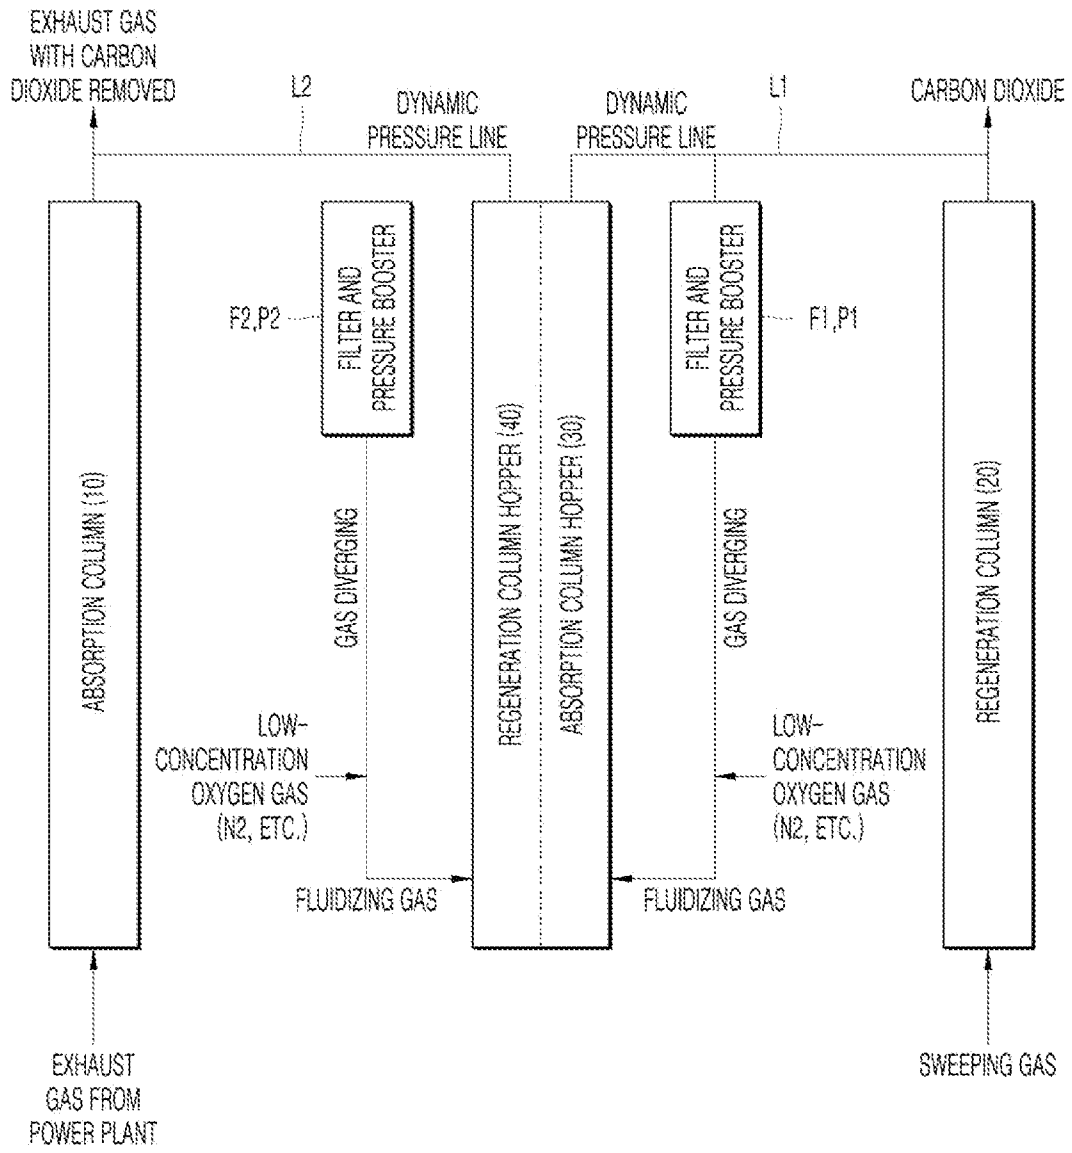 EXHAUST GAS
WITH CARBON
DIOXIDE REMOVED
L2
DYNAMIC
PRESSURE LINE
DYNAMIC
PRESSURE LINE
L1
CARBON DIOXIDE
FILTER AND
PRESSURE BOOSTER
F2,P2
FILTER AND
PRESSURE BOOSTER
F1,P1
ABSORPTION COLUMN (10)
GAS DIVERGING
REGENERATION COLUMN HOPPER (40)
ABSORPTION COLUMN HOPPER (30)
GAS DIVERGING
REGENERATION COLUMN (20)
LOW-
CONCENTRATION
OXYGEN GAS
(N2, ETC.)
LOW-
CONCENTRATION
OXYGEN GAS
(N2, ETC.)
FLUIDIZING GAS
FLUIDIZING GAS
EXHAUST
GAS FROM
POWER PLANT
SWEEPING GAS